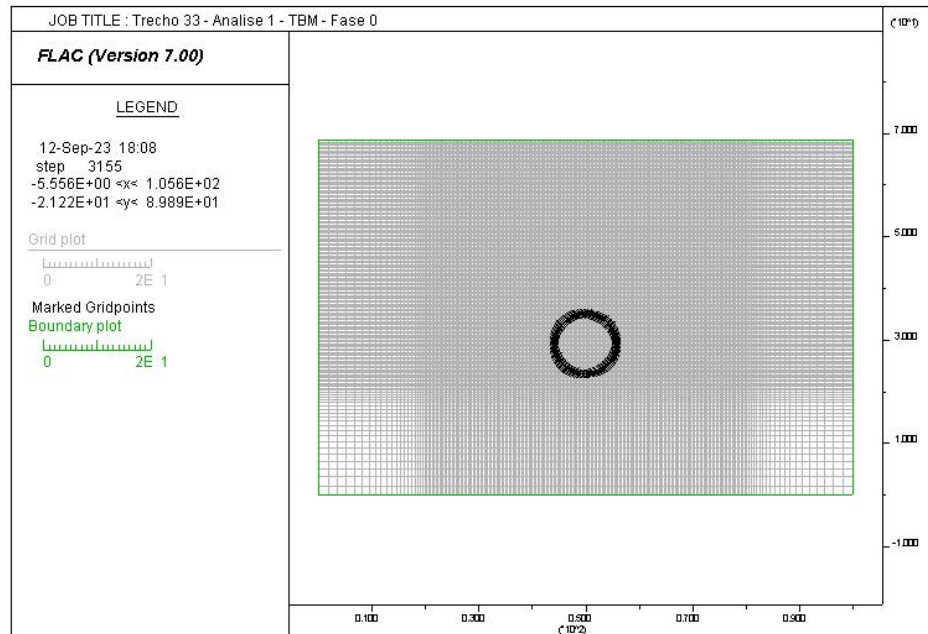 JOB TITLE : Trecho 33 - Analise 1 - TBM - Fase 0
(*10^1)
FLAC (Version 7.00)
LEGEND
12-Sep-23 18:08
step 3155
-5.556E+00 <x< 1.056E+02
-2.122E+01 <y< 8.989E+01
Grid plot
0 2E 1
Marked Gridpoints
Boundary plot
0 2E 1
7.000
5.000
3.000
1.000
-1.000
0.100 0.300 0.500 0.700 0.900
(*10^2)